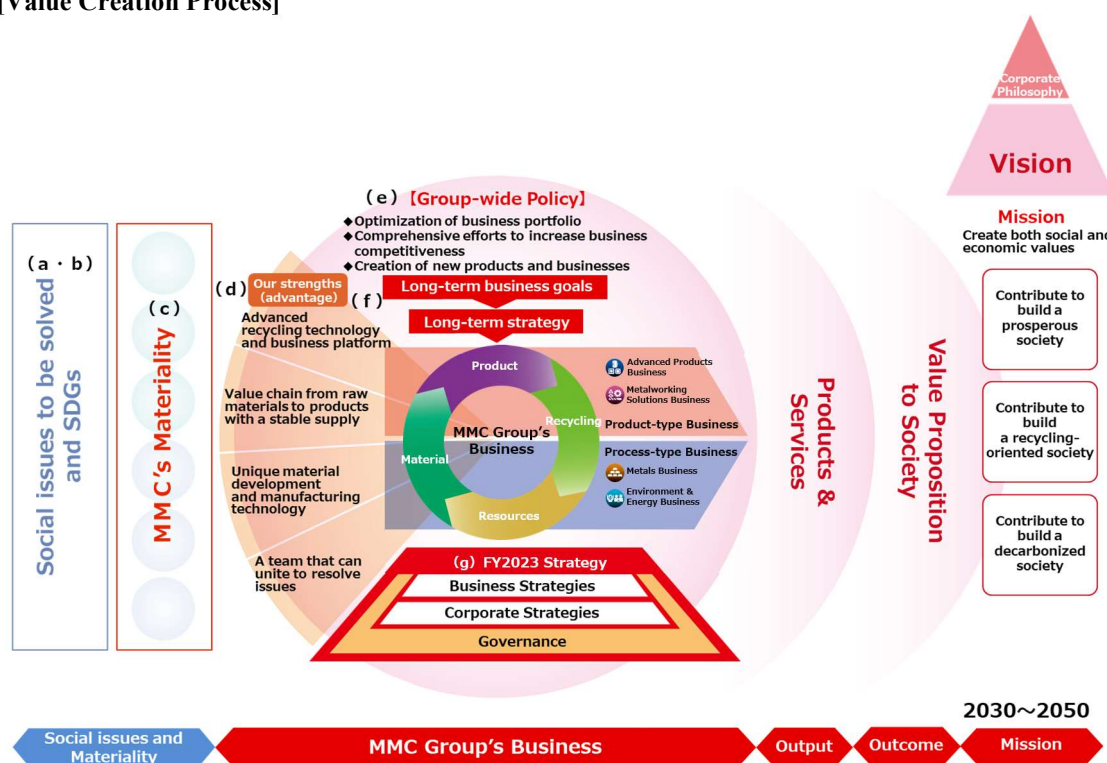 [Value Creation Process]
Corporate
Philosophy
Vision
Mission
Create both social and
economic values
(a・b)
Social issues to be solved
and SDGs
(c)
MMC's Materiality
(d)
Our strengths
(advantage)
Advanced
recycling technology
and business platform
Value chain from raw
materials to products
with a stable supply
Unique material
development
and manufacturing
technology
A team that can
unite to resolve
issues
(e)【Group-wide Policy】
◆Optimization of business portfolio
◆Comprehensive efforts to increase business
competitiveness
◆Creation of new products and businesses
(f)
Long-term business goals
Long-term strategy
Product
Recycling
Resources
Material
MMC Group's
Business
Advanced Products
Business
Metalworking
Solutions Business
Product-type Business
Process-type Business
Metals Business
Environment &
Energy Business
(g) FY2023 Strategy
Business Strategies
Corporate Strategies
Governance
Products &
Services
Value Proposition
to Society
Contribute to
build a
prosperous
society
Contribute to
build
a recycling-
oriented society
Contribute to
build a
decarbonized
society
2030～2050
Social issues and
Materiality
MMC Group's Business
Output
Outcome
Mission